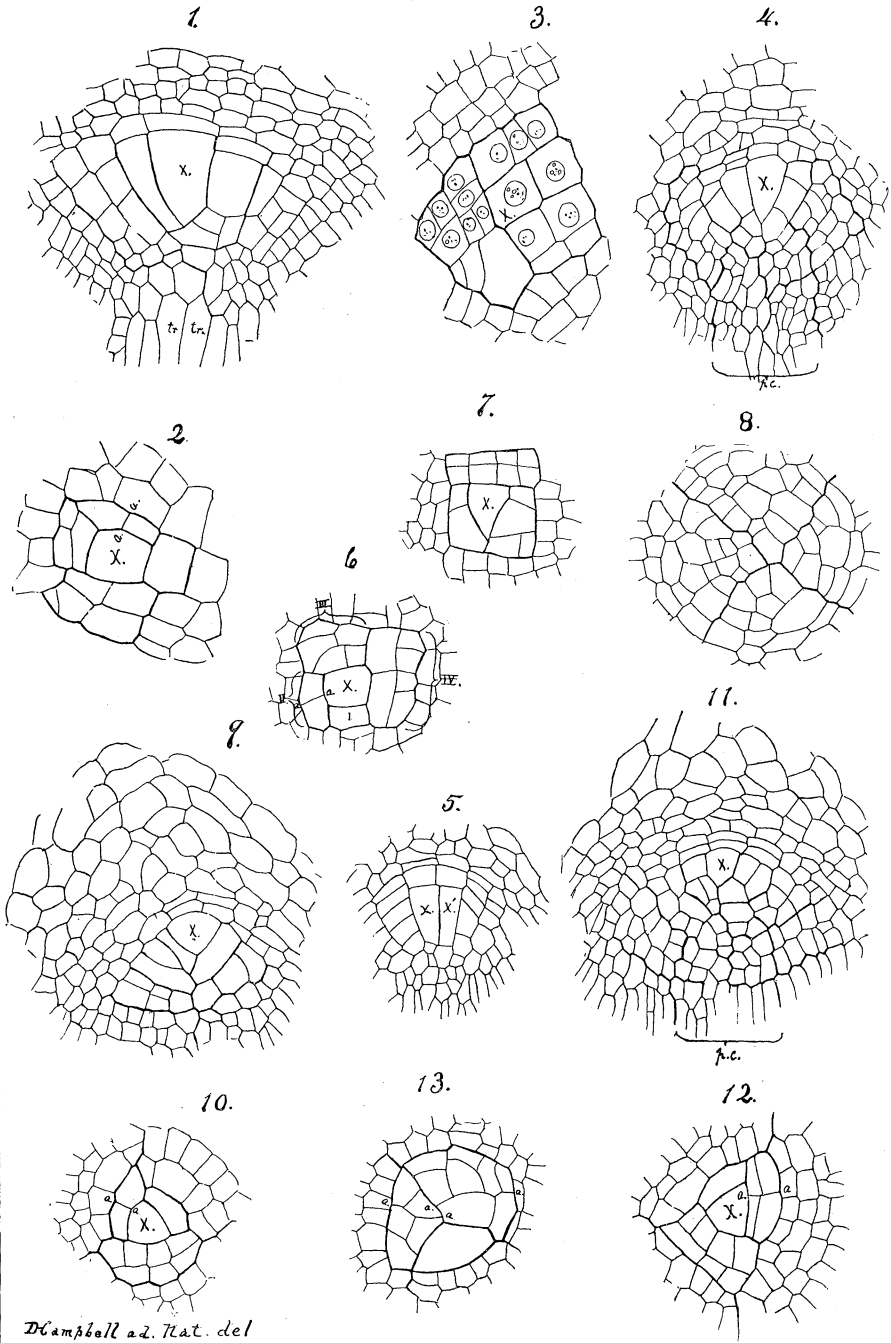 1.
3.
4.
X.
X.
X.
tr. tr.
p.c.
2
7.
8.
a.
a.
X.
X.
6
III
X.
a
IV.
1
9.
11.
5.
X.
X.
X. X'
p.c.
10.
13.
12.
a.
a
X.
a.
a.
a
a.
a.
a
X.
D.Campbell ad. Nat. del